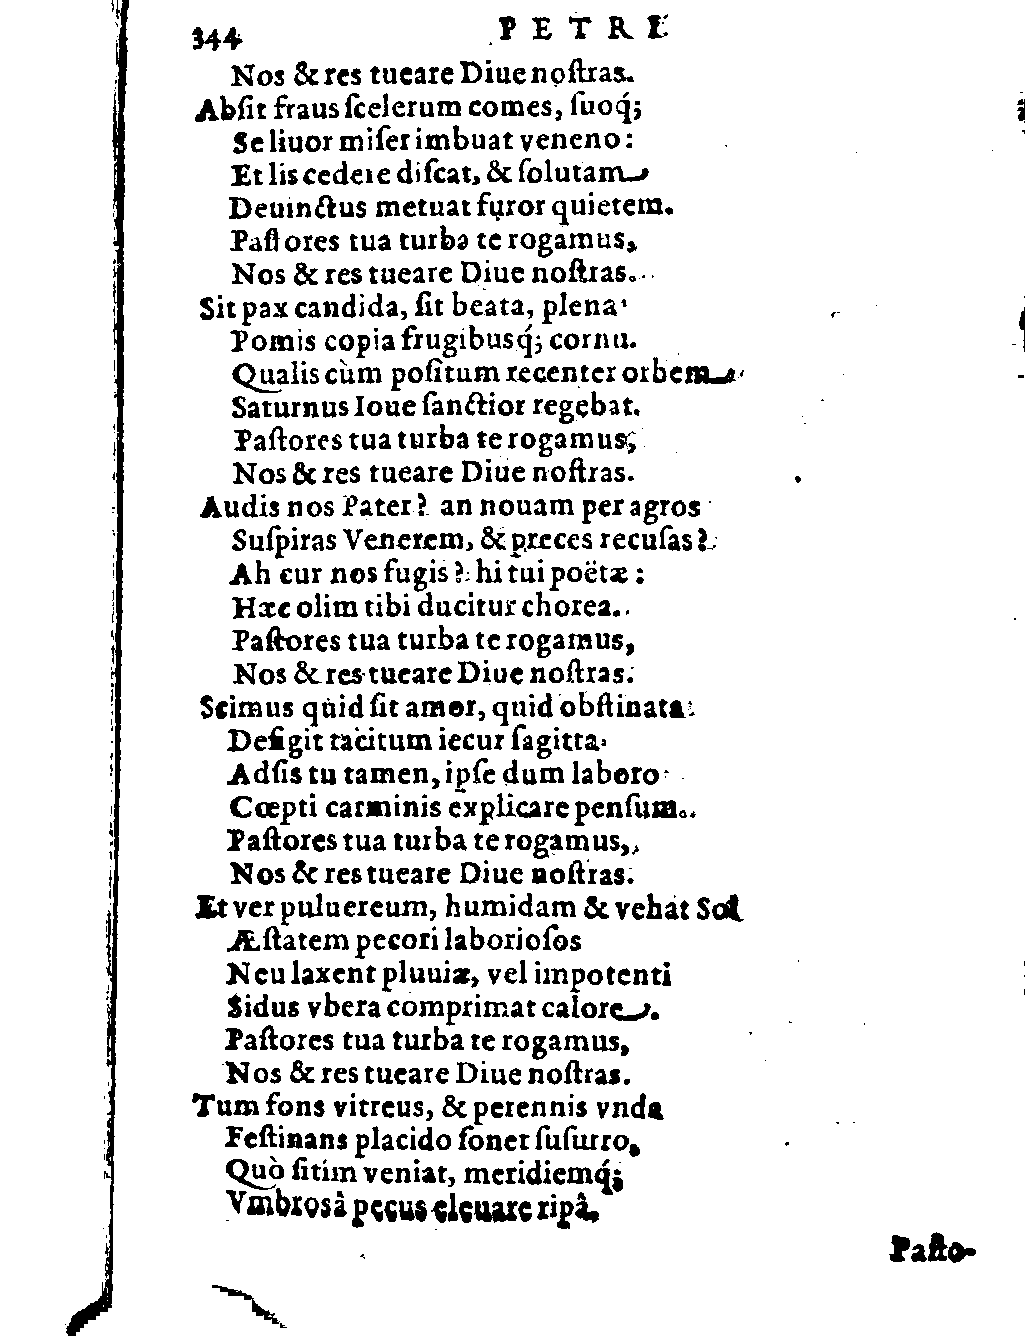 344 PETRI
Nos & res tueare Diue noſtras.
Abſit fraus ſcelerum comes, ſuoq́;
Se liuor miſer imbuat veneno:
Et lis cedere diſcat, & ſolutam
Deuinctus metuat furor quietem.
Paſtores tua turba te rogamus,
Nos & res tueare Diue noſtras.
Sit pax candida, ſit beata, plena
Pomis copia frugibusq́; cornu.
Qualis cùm poſitum recenter orbem
Saturnus Ioue ſanctior regebat.
Paſtores tua turba te rogamus,
Nos & res tueare Diue noſtras.
Audis nos Pater? an nouam per agros
Suſpiras Venerem, & preces recuſas?
Ah cur nos fugis? hi tui poëtæ:
Hæc olim tibi ducitur chorea.
Paſtores tua turba te rogamus,
Nos & res tueare Diue noſtras.
Scimus quid ſit amor, quid obſtinata
Defigit tacitum iecur ſagitta.
Adſis tu tamen, ipſe dum laboro
Cœpti carminis explicare penſum.
Paſtores tua turba te rogamus,
Nos & res tueare Diue noſtras.
Et ver puluereum, humidam & vehat Sol
Æſtatem pecori laborioſos
Neu laxent pluuiæ, vel impotenti
Sidus vbera comprimat calore.
Paſtores tua turba te rogamus,
Nos & res tueare Diue noſtras.
Tum fons vitreus, & perennis vnda
Feſtinans placido ſonet ſuſurro,
Quò ſitim veniat, meridiemq́;
Vmbrosâ pecus eleuare ripâ.
Paſto-